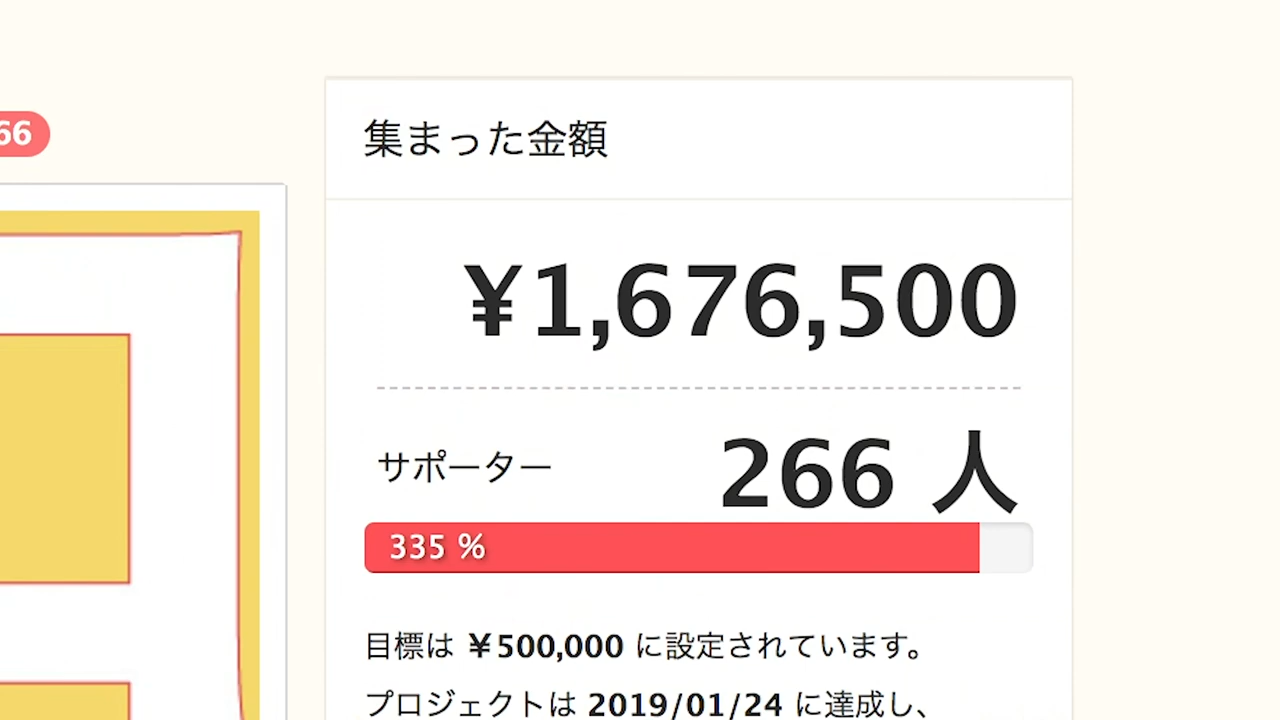 66
集まった金額
¥1,676,500
サポーター 266 人
335 %
目標は ¥500,000 に設定されています。
プロジェクトは 2019/01/24 に達成し、